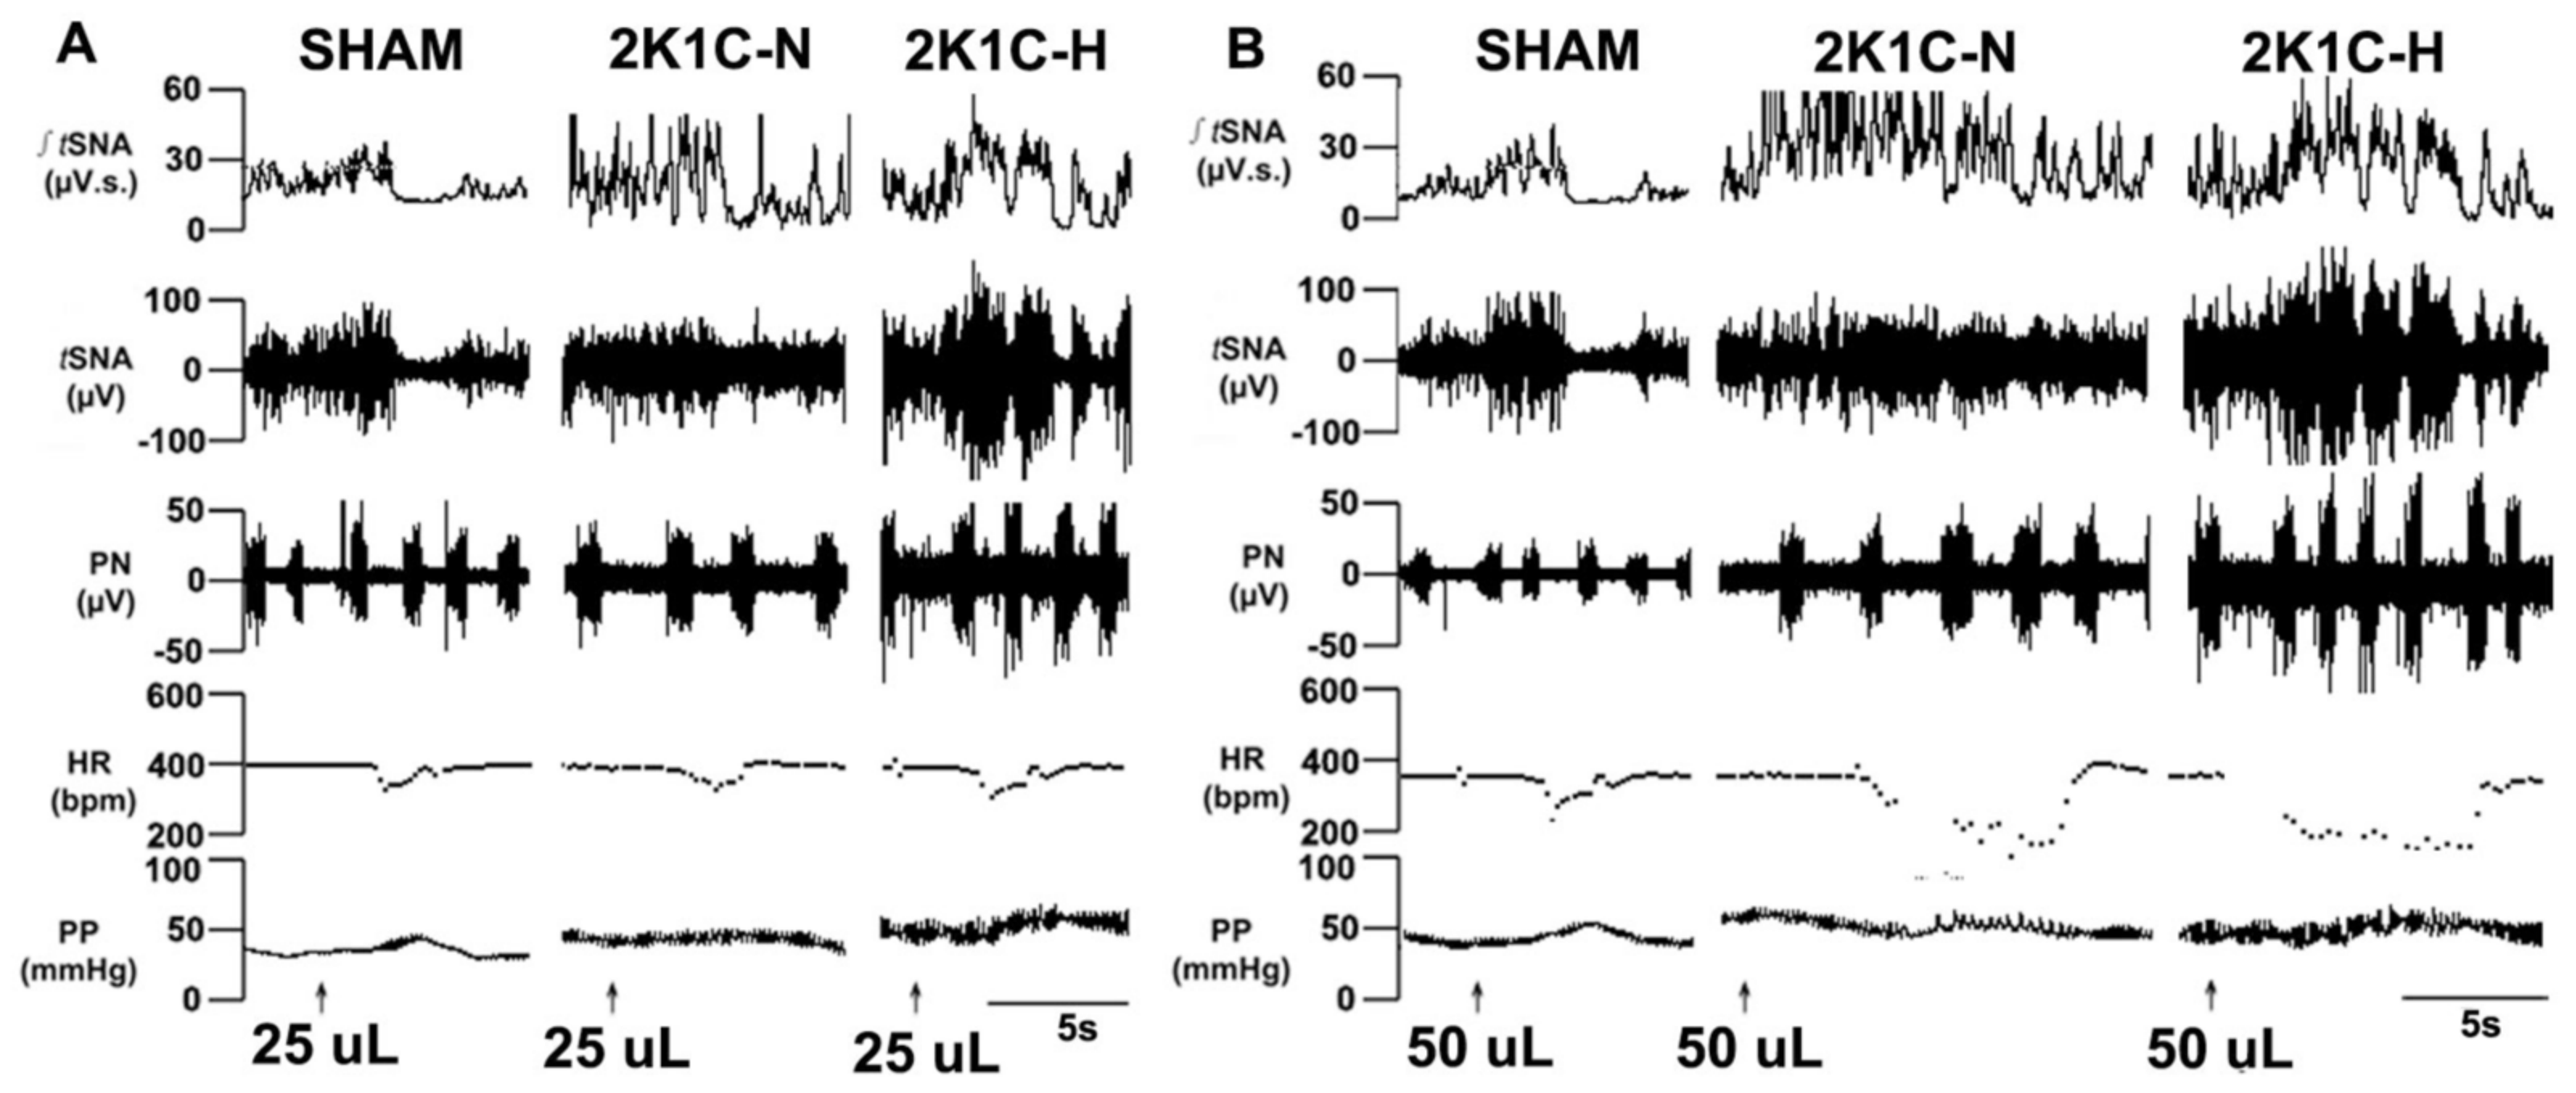 A SHAM 2K1C-N 2K1C-H
60
∫ tSNA 30
(µV.s.)
0
100
tSNA
0
(µV)
-100
50
PN
0
(µV)
-50
600
HR 400
(bpm)
200
100
PP 50
(mmHg)
0
25 uL 25 uL 25 uL
5s
B SHAM 2K1C-N 2K1C-H
60
∫ tSNA 30
(µV.s.)
0
100
tSNA 0
(µV)
-100
50
PN 0
(µV)
-50
600
HR 400
(bpm)
200
100
PP 50
(mmHg)
0
50 uL 50 uL 50 uL
5s